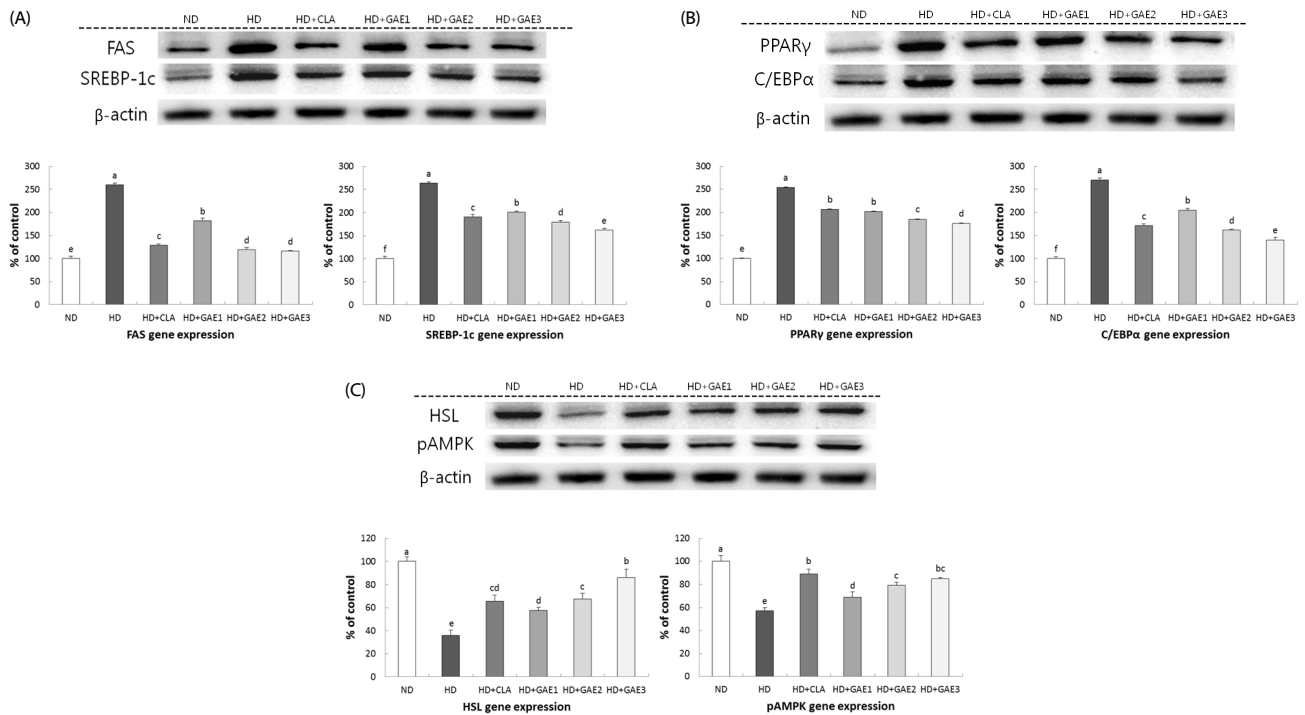 (A)
ND HD HD+CLA HD+GAE1 HD+GAE2 HD+GAE3
FAS
SREBP-1c
β-actin
300
250
200
150
100
50
0
% of control
e a c b d d
ND HD HD+CLA HD+GAE1 HD+GAE2 HD+GAE3
FAS gene expression
300
250
200
150
100
50
0
% of control
f a c b d e
ND HD HD+CLA HD+GAE1 HD+GAE2 HD+GAE3
SREBP-1c gene expression
(B)
ND HD HD+CLA HD+GAE1 HD+GAE2 HD+GAE3
PPARγ
C/EBPα
β-actin
300
250
200
150
100
50
0
% of control
e a b b c d
ND HD HD+CLA HD+GAE1 HD+GAE2 HD+GAE3
PPARγ gene expression
300
250
200
150
100
50
0
% of control
f a c b d e
ND HD HD+CLA HD+GAE1 HD+GAE2 HD+GAE3
C/EBPα gene expression
(C)
ND HD HD+CLA HD+GAE1 HD+GAE2 HD+GAE3
HSL
pAMPK
β-actin
120
100
80
60
40
20
0
% of control
a e cd d c b
ND HD HD+CLA HD+GAE1 HD+GAE2 HD+GAE3
HSL gene expression
120
100
80
60
40
20
0
% of control
a e b d c bc
ND HD HD+CLA HD+GAE1 HD+GAE2 HD+GAE3
pAMPK gene expression